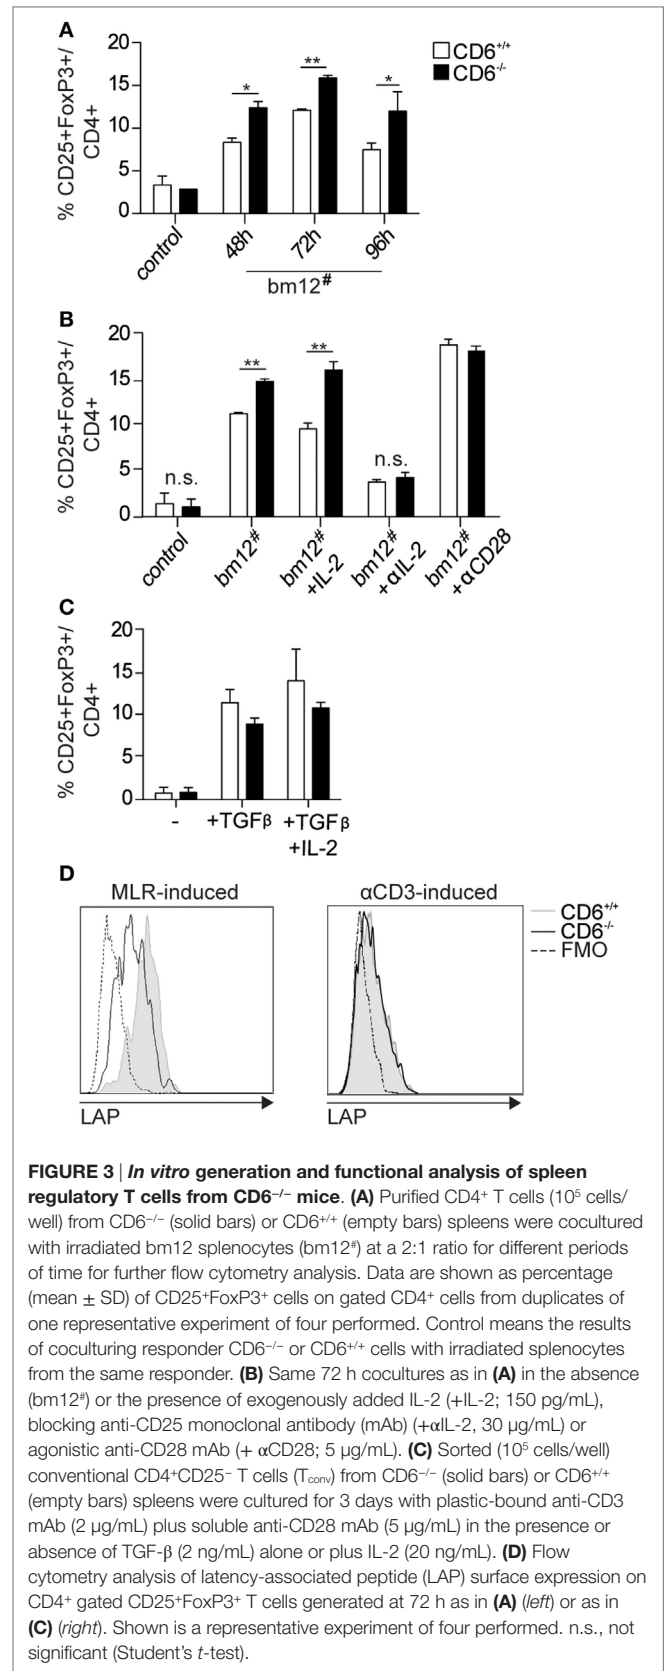 A
% CD25+FoxP3+/
CD4+
20
15
10
5
0
* ** *
CD6+/+
CD6-/-
control 48h 72h 96h
bm12#
B
% CD25+FoxP3+/
CD4+
20
15
10
5
0
n.s. ** ** n.s.
control
bm12#
bm12#
+IL-2
bm12#
+αIL-2
bm12#
+αCD28
C
% CD25+FoxP3+/
CD4+
20
15
10
5
0
- +TGFβ +TGFβ
+IL-2
D
MLR-induced αCD3-induced
CD6+/+
CD6-/-
FMO
LAP LAP
FIGURE 3 | In vitro generation and functional analysis of spleen
regulatory T cells from CD6−/− mice. (A) Purified CD4+ T cells (10⁵ cells/
well) from CD6−/− (solid bars) or CD6+/+ (empty bars) spleens were cocultured
with irradiated bm12 splenocytes (bm12#) at a 2:1 ratio for different periods
of time for further flow cytometry analysis. Data are shown as percentage
(mean ± SD) of CD25+FoxP3+ cells on gated CD4+ cells from duplicates of
one representative experiment of four performed. Control means the results
of coculturing responder CD6−/− or CD6+/+ cells with irradiated splenocytes
from the same responder. (B) Same 72 h cocultures as in (A) in the absence
(bm12#) or the presence of exogenously added IL-2 (+IL-2; 150 pg/mL),
blocking anti-CD25 monoclonal antibody (mAb) (+αIL-2, 30 μg/mL) or
agonistic anti-CD28 mAb (+ αCD28; 5 μg/mL). (C) Sorted (10⁵ cells/well)
conventional CD4+CD25− T cells (Tconv) from CD6−/− (solid bars) or CD6+/+
(empty bars) spleens were cultured for 3 days with plastic-bound anti-CD3
mAb (2 μg/mL) plus soluble anti-CD28 mAb (5 μg/mL) in the presence or
absence of TGF-β (2 ng/mL) alone or plus IL-2 (20 ng/mL). (D) Flow
cytometry analysis of latency-associated peptide (LAP) surface expression on
CD4+ gated CD25+FoxP3+ T cells generated at 72 h as in (A) (left) or as in
(C) (right). Shown is a representative experiment of four performed. n.s., not
significant (Student's t-test).